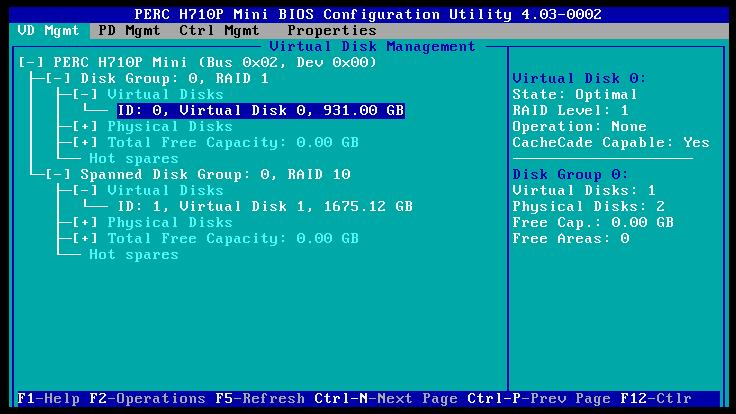 PERC H710P Mini BIOS Configuration Utility 4.03-0002
VD Mgmt PD Mgmt Ctrl Mgmt Properties
Virtual Disk Management
[-] PERC H710P Mini (Bus 0x02, Dev 0x00)
[-] Disk Group: 0, RAID 1
[-] Virtual Disks
ID: 0, Virtual Disk 0, 931.00 GB
[+] Physical Disks
[+] Total Free Capacity: 0.00 GB
Hot spares
[-] Spanned Disk Group: 0, RAID 10
[-] Virtual Disks
ID: 1, Virtual Disk 1, 1675.12 GB
[+] Physical Disks
[+] Total Free Capacity: 0.00 GB
Hot spares
Virtual Disk 0:
State: Optimal
RAID Level: 1
Operation: None
CacheCade Capable: Yes
Disk Group 0:
Virtual Disks: 1
Physical Disks: 2
Free Cap.: 0.00 GB
Free Areas: 0
F1-Help F2-Operations F5-Refresh Ctrl-N-Next Page Ctrl-P-Prev Page F12-Ctlr